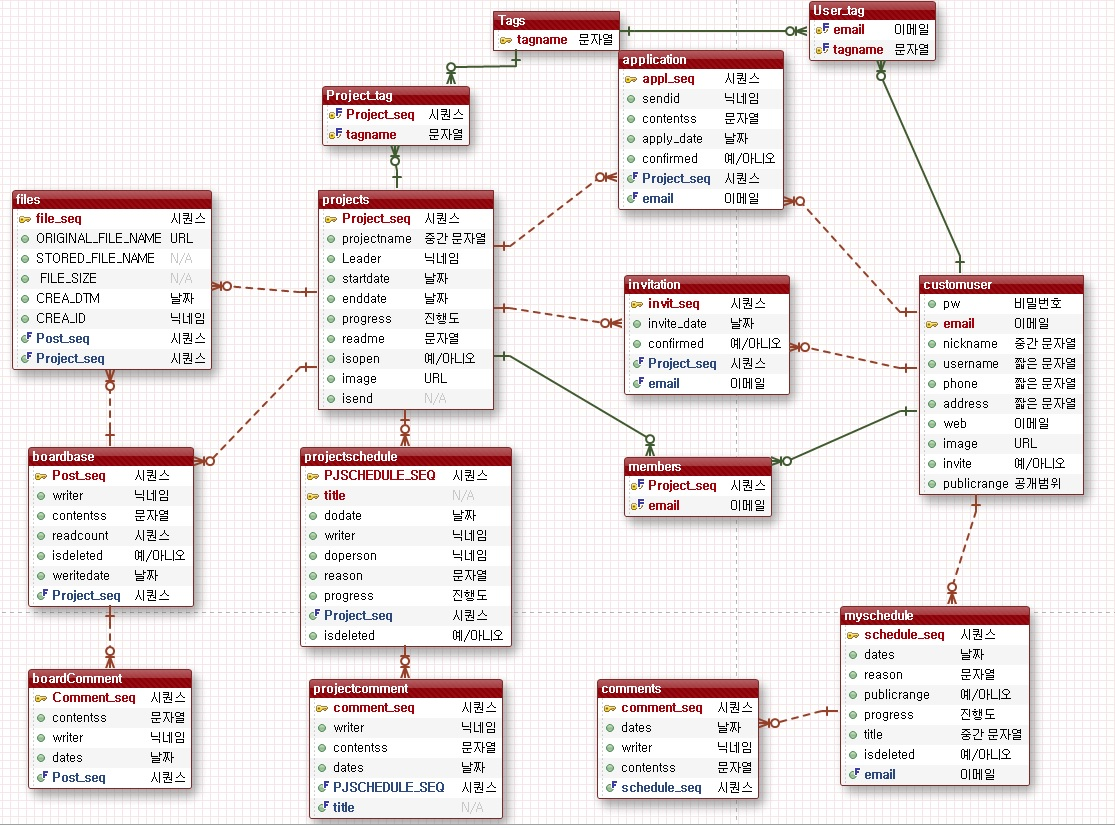 Tags
tagname 문자열
User_tag
email 이메일
tagname 문자열
Project_tag
Project_seq 시퀀스
tagname 문자열
application
appl_seq 시퀀스
sendid 닉네임
contentss 문자열
apply_date 날짜
confirmed 예/아니오
Project_seq 시퀀스
email 이메일
files
file_seq 시퀀스
ORIGINAL_FILE_NAME URL
STORED_FILE_NAME N/A
FILE_SIZE N/A
CREA_DTM 날짜
CREA_ID 닉네임
Post_seq 시퀀스
Project_seq 시퀀스
projects
Project_seq 시퀀스
projectname 중간 문자열
Leader 닉네임
startdate 날짜
enddate 날짜
progress 진행도
readme 문자열
isopen 예/아니오
image URL
isend N/A
invitation
invit_seq 시퀀스
invite_date 날짜
confirmed 예/아니오
Project_seq 시퀀스
email 이메일
customuser
pw 비밀번호
email 이메일
nickname 중간 문자열
username 짧은 문자열
phone 짧은 문자열
address 짧은 문자열
web 이메일
image URL
invite 예/아니오
publicrange 공개범위
boardbase
Post_seq 시퀀스
writer 닉네임
contentss 문자열
readcount 시퀀스
isdeleted 예/아니오
weritedate 날짜
Project_seq 시퀀스
projectschedule
PJSCHEDULE_SEQ 시퀀스
title N/A
dodate 날짜
writer 닉네임
doperson 닉네임
reason 문자열
progress 진행도
Project_seq 시퀀스
isdeleted 예/아니오
members
Project_seq 시퀀스
email 이메일
myschedule
schedule_seq 시퀀스
dates 날짜
reason 문자열
publicrange 예/아니오
progress 진행도
title 중간 문자열
isdeleted 예/아니오
email 이메일
boardComment
Comment_seq 시퀀스
contentss 문자열
writer 닉네임
dates 날짜
Post_seq 시퀀스
projectcomment
comment_seq 시퀀스
writer 닉네임
contentss 문자열
dates 날짜
PJSCHEDULE_SEQ 시퀀스
title N/A
comments
comment_seq 시퀀스
dates 날짜
writer 닉네임
contentss 문자열
schedule_seq 시퀀스